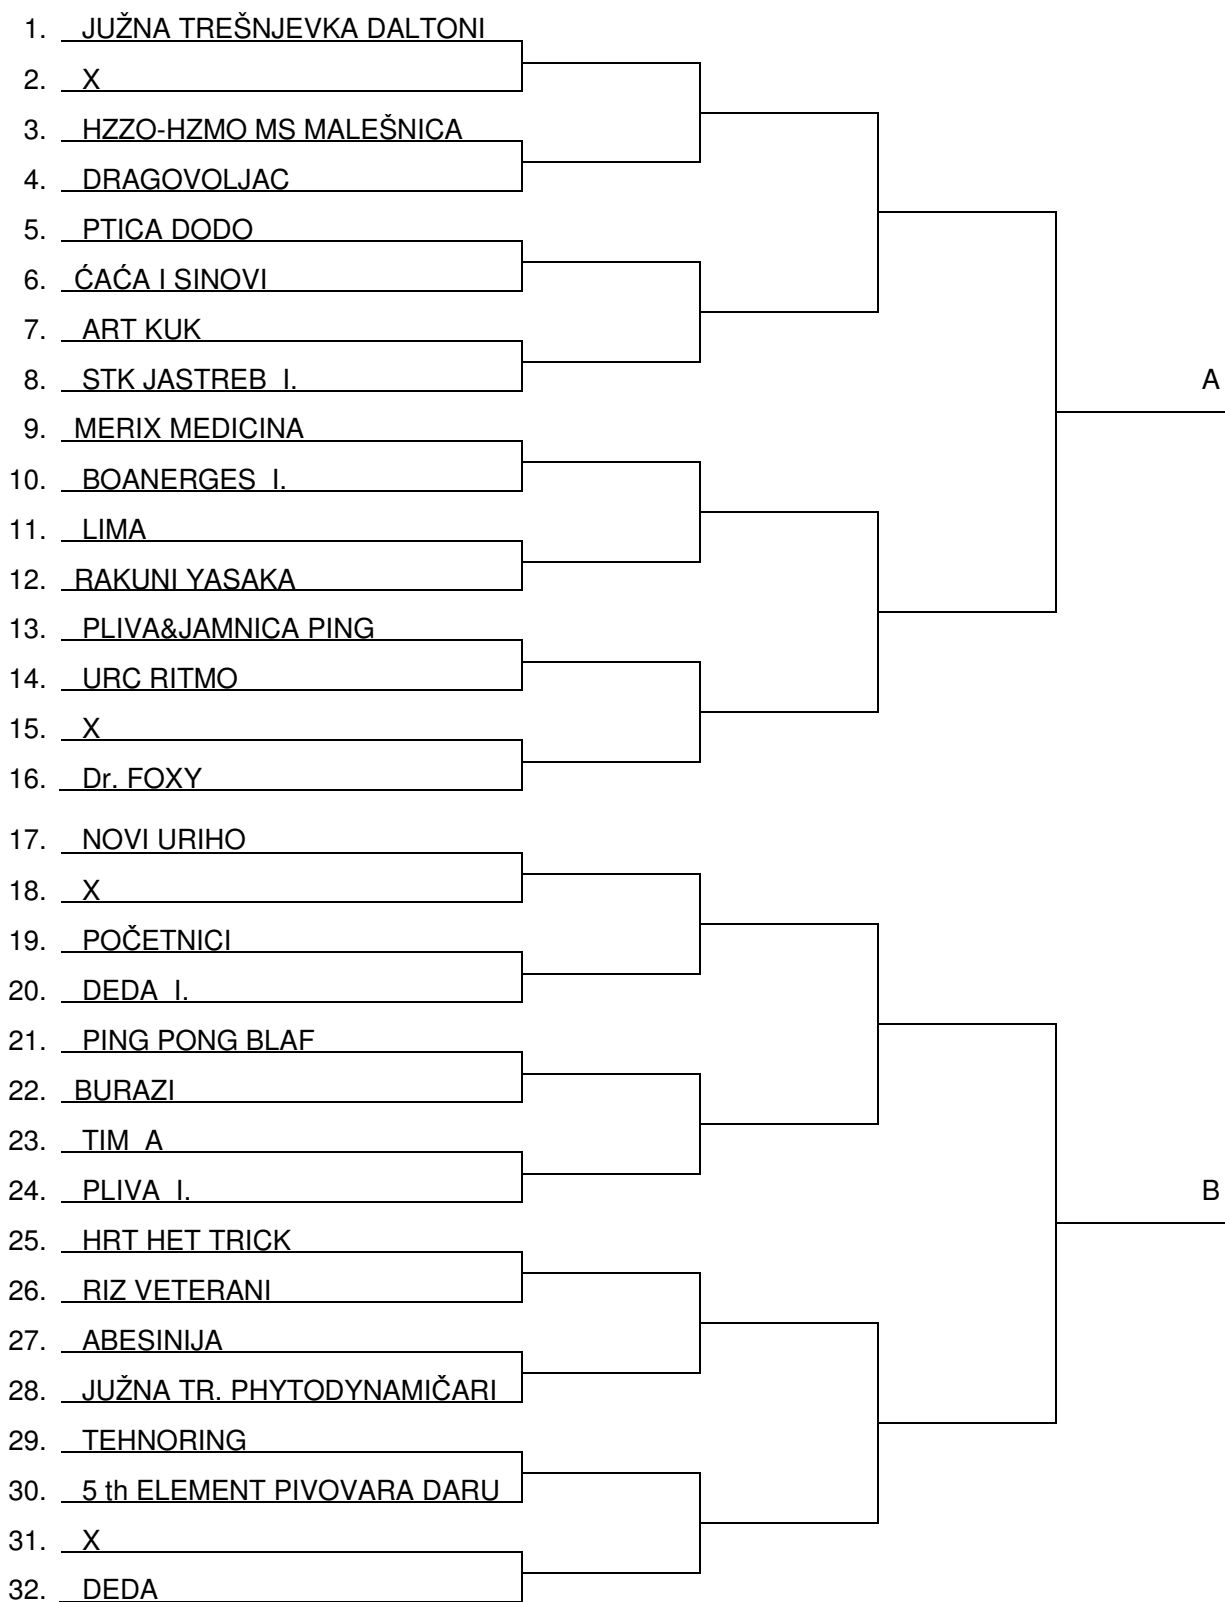 1. JUŽNA TREŠNJEVKA DALTONI
2. X
3. HZZO-HZMO MS MALEŠNICA
4. DRAGOVOLJAC
5. PTICA DODO
6. ĆAĆA I SINOVI
7. ART KUK
8. STK JASTREB I.
A
9. MERIX MEDICINA
10. BOANERGES I.
11. LIMA
12. RAKUNI YASAKA
13. PLIVA&JAMNICA PING
14. URC RITMO
15. X
16. Dr. FOXY
17. NOVI URIHO
18. X
19. POČETNICI
20. DEDA I.
21. PING PONG BLAF
22. BURAZI
23. TIM A
24. PLIVA I.
B
25. HRT HET TRICK
26. RIZ VETERANI
27. ABESINIJA
28. JUŽNA TR. PHYTODYNAMIČARI
29. TEHNORING
30. 5 th ELEMENT PIVOVARA DARU
31. X
32. DEDA